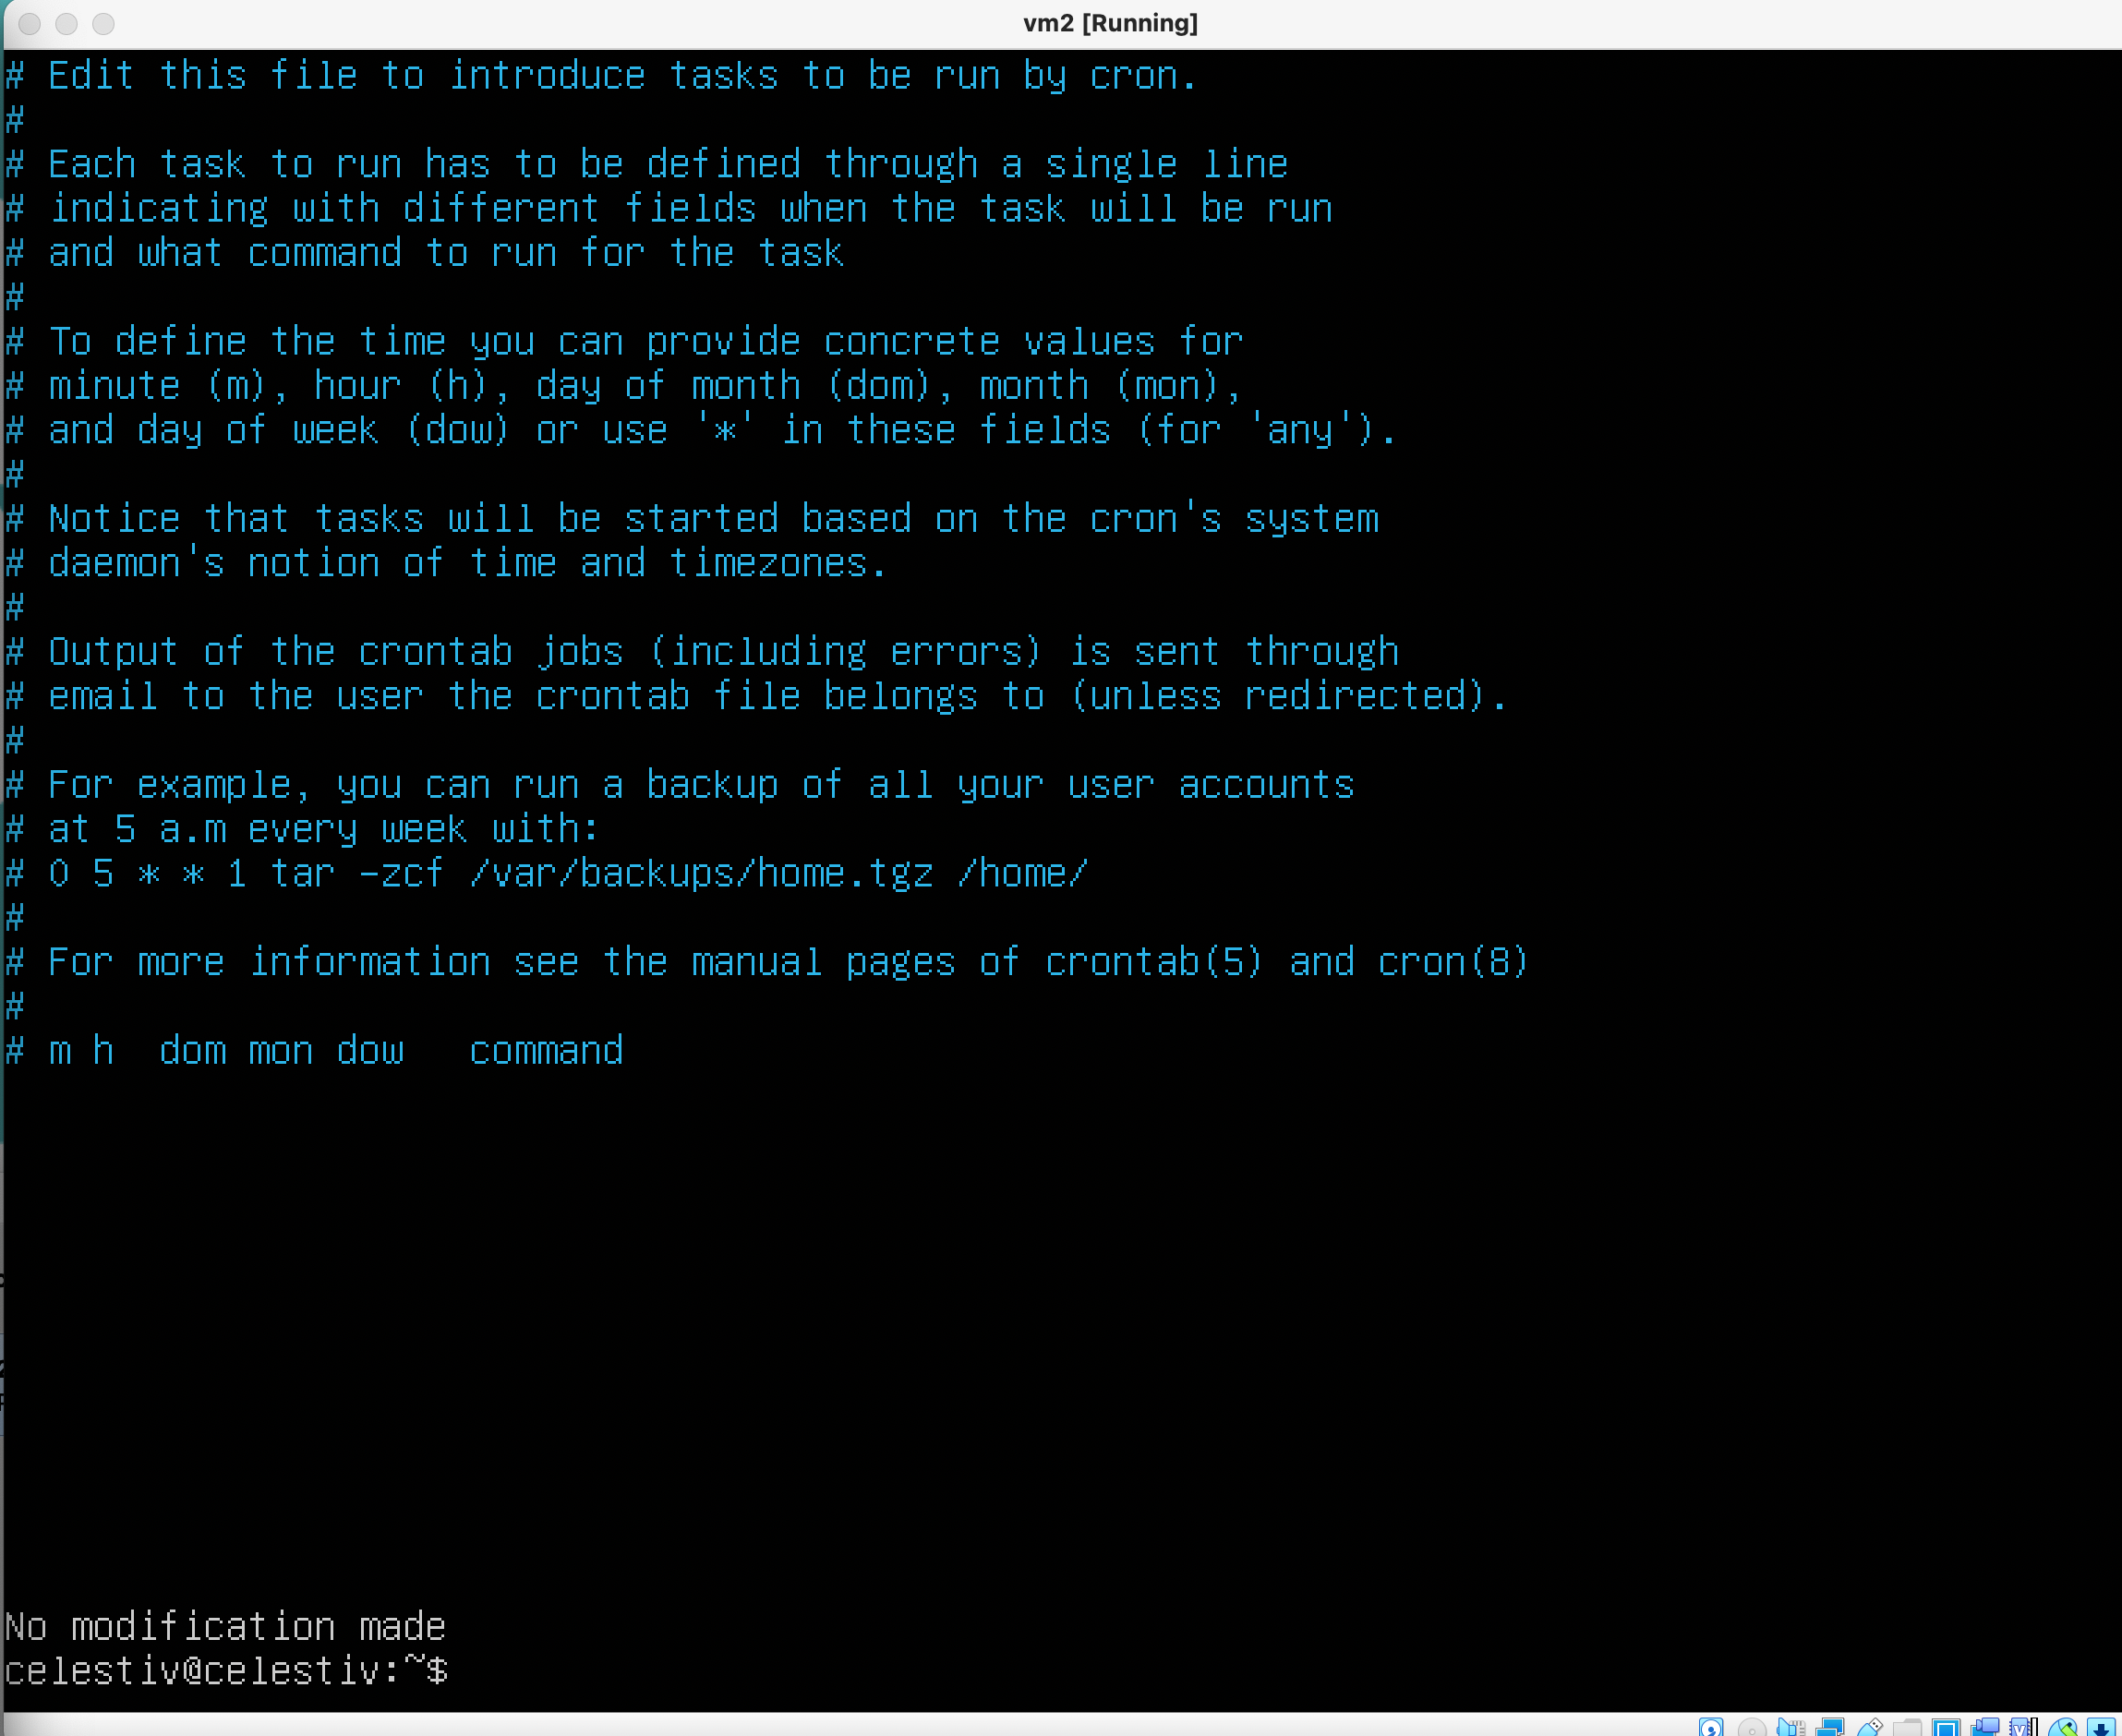 vm2 [Running]
# Edit this file to introduce tasks to be run by cron.
#
# Each task to run has to be defined through a single line
# indicating with different fields when the task will be run
# and what command to run for the task
#
# To define the time you can provide concrete values for
# minute (m), hour (h), day of month (dom), month (mon),
# and day of week (dow) or use '*' in these fields (for 'any').
#
# Notice that tasks will be started based on the cron's system
# daemon's notion of time and timezones.
#
# Output of the crontab jobs (including errors) is sent through
# email to the user the crontab file belongs to (unless redirected).
#
# For example, you can run a backup of all your user accounts
# at 5 a.m every week with:
# 0 5 * * 1 tar -zcf /var/backups/home.tgz /home/
#
# For more information see the manual pages of crontab(5) and cron(8)
#
# m h  dom mon dow   command
No modification made
celestiv@celestiv:~$